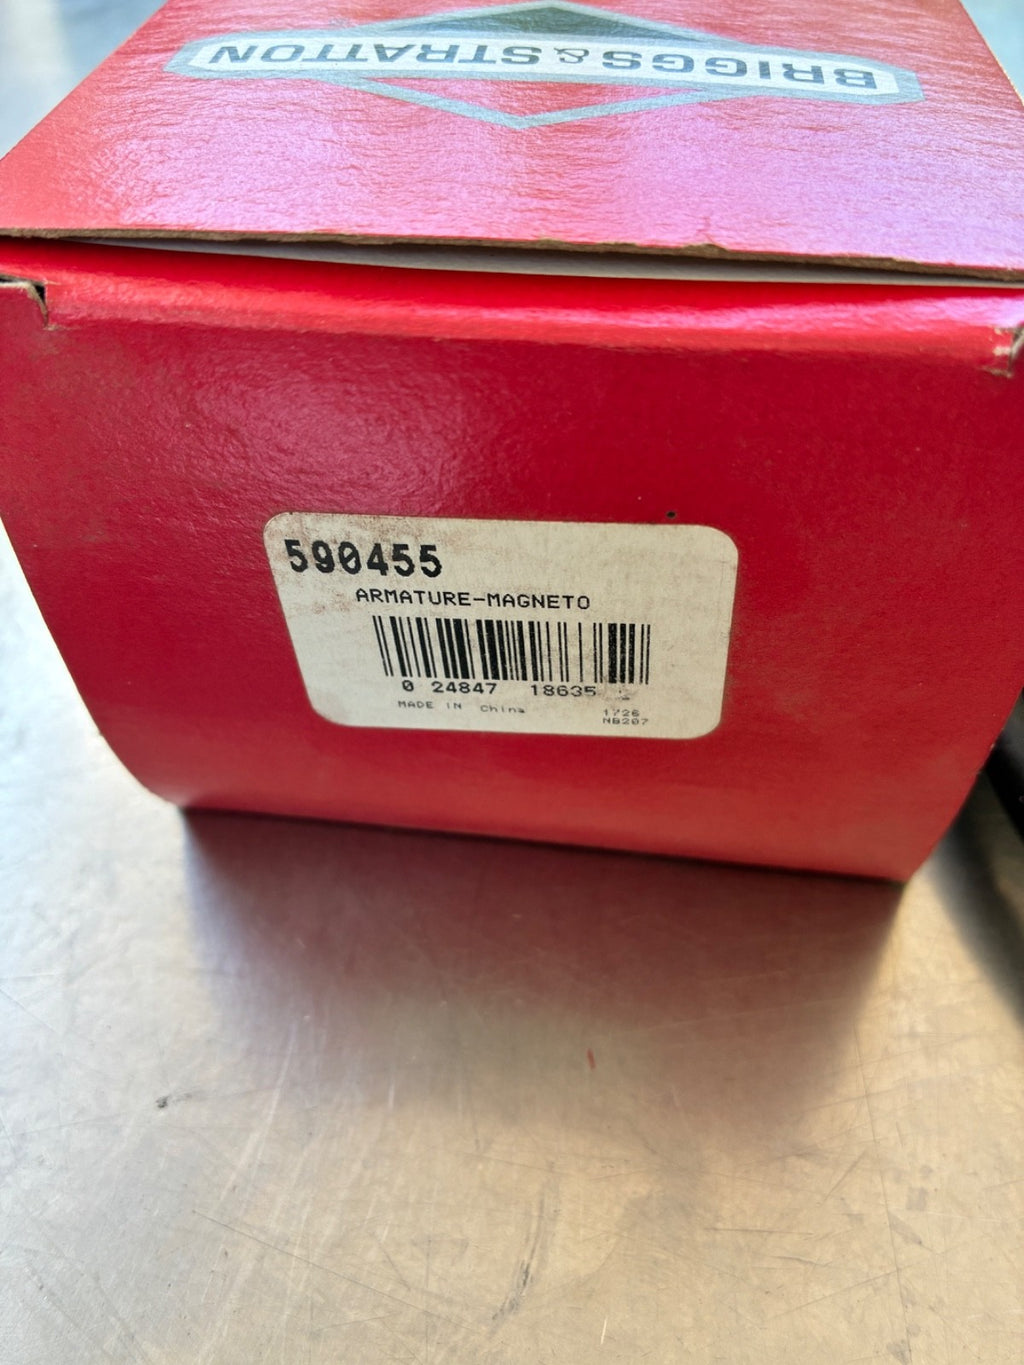 BRIGGS & STRATTON
590455
ARMATURE-MAGNETO
0 24847 18635
MADE IN China
1726
NB207